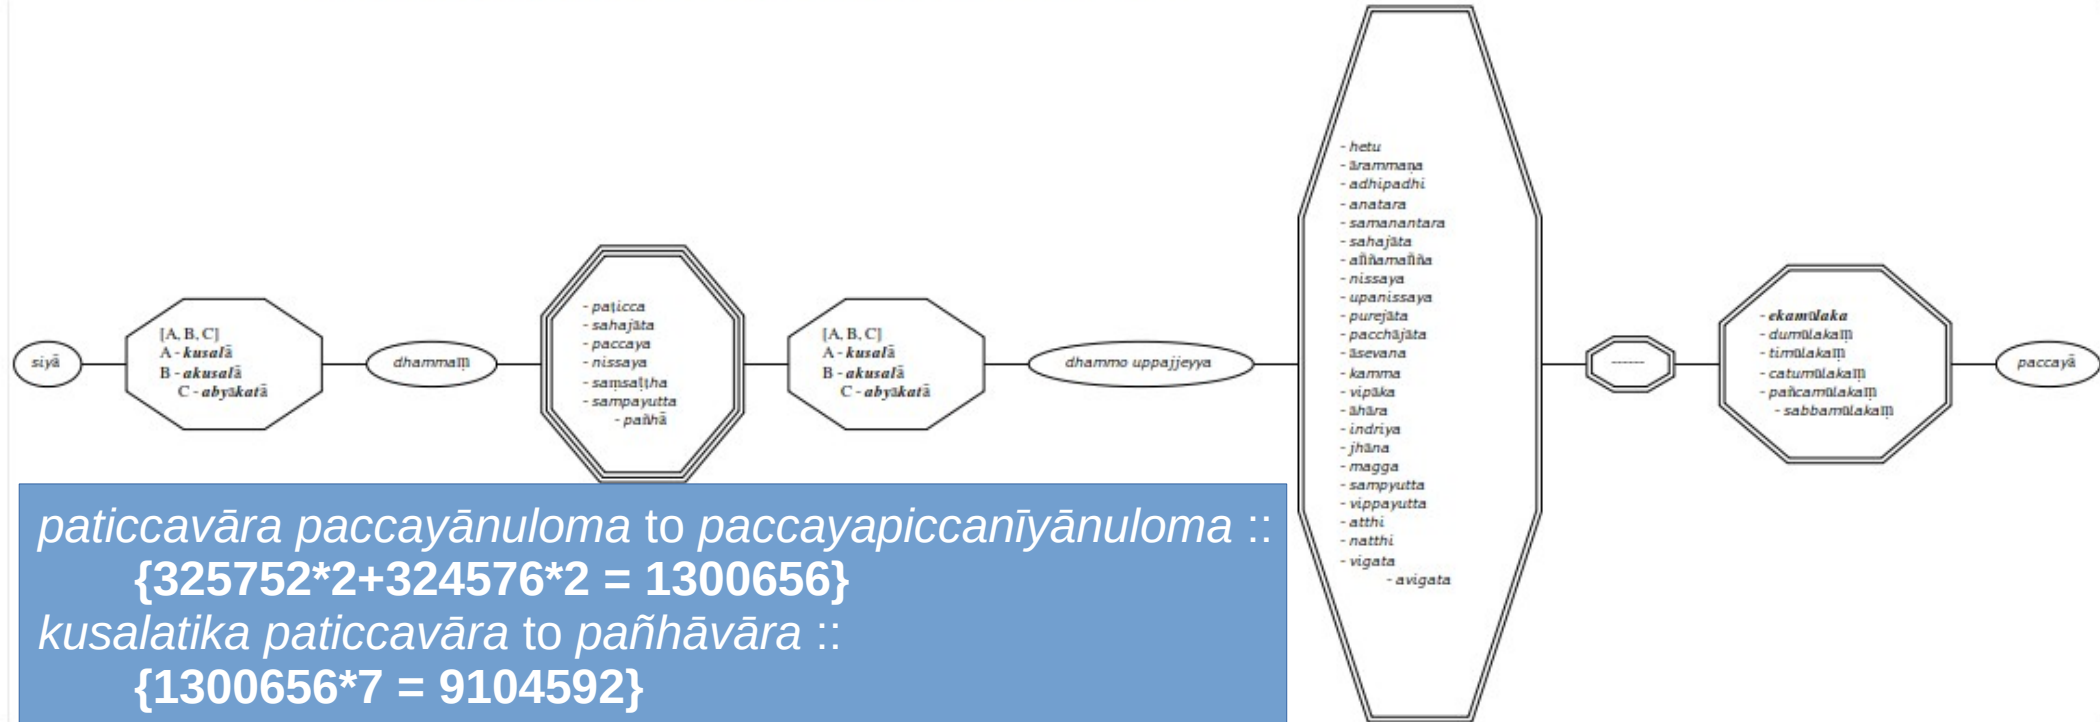 siyā
[A, B, C]
A - kusalā
B - akusalā
C - abyākatā
dhammaṃ
- paṭicca
- sahajāta
- paccaya
- nissaya
- saṃsaṭṭha
- sampayutta
- pañhā
[A, B, C]
A - kusalā
B - akusalā
C - abyākatā
dhammo uppajjeyya
- hetu
- ārammaṇa
- adhipadhi
- anatara
- samanantara
- sahajāta
- aññamañña
- nissaya
- upanissaya
- purejāta
- pacchājāta
- āsevana
- kamma
- vipāka
- āhāra
- indriya
- jhāna
- magga
- sampyutta
- vippayutta
- atthi
- natthi
- vigata
- avigata
------
- ekamūlaka
- dumūlakaṃ
- timūlakaṃ
- catumūlakaṃ
- pañcamūlakaṃ
- sabbamūlakaṃ
paccayā
paticcavāra paccayānuloma to paccayapiccanīyānuloma ::
{325752*2+324576*2 = 1300656}
kusalatika paticcavāra to pañhāvāra ::
{1300656*7 = 9104592}